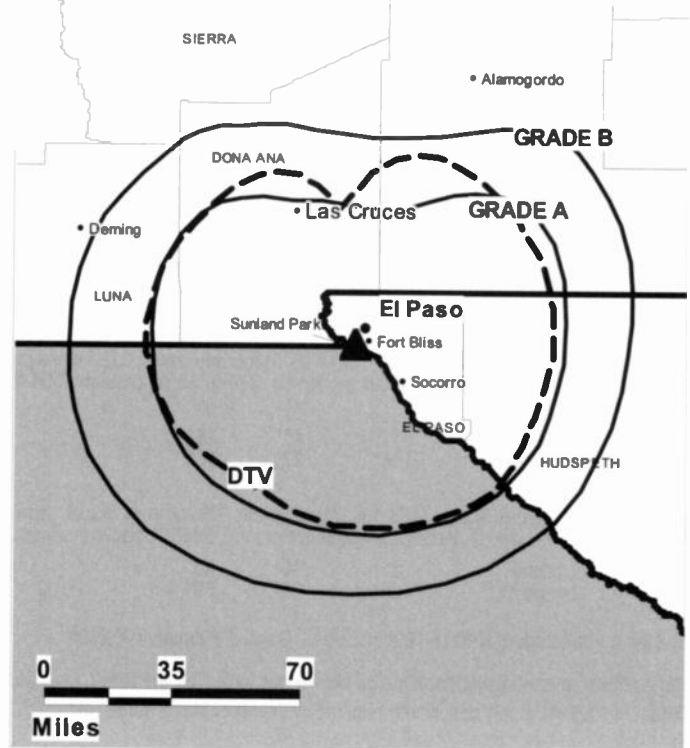 SIERRA
Alamogordo
GRADE B
DONA ANA
Las Cruces
GRADE A
Deming
LUNA
El Paso
Sunland Park
Fort Bliss
Socorro
EL PASO
HUDSPETH
DTV
0 35 70
Miles